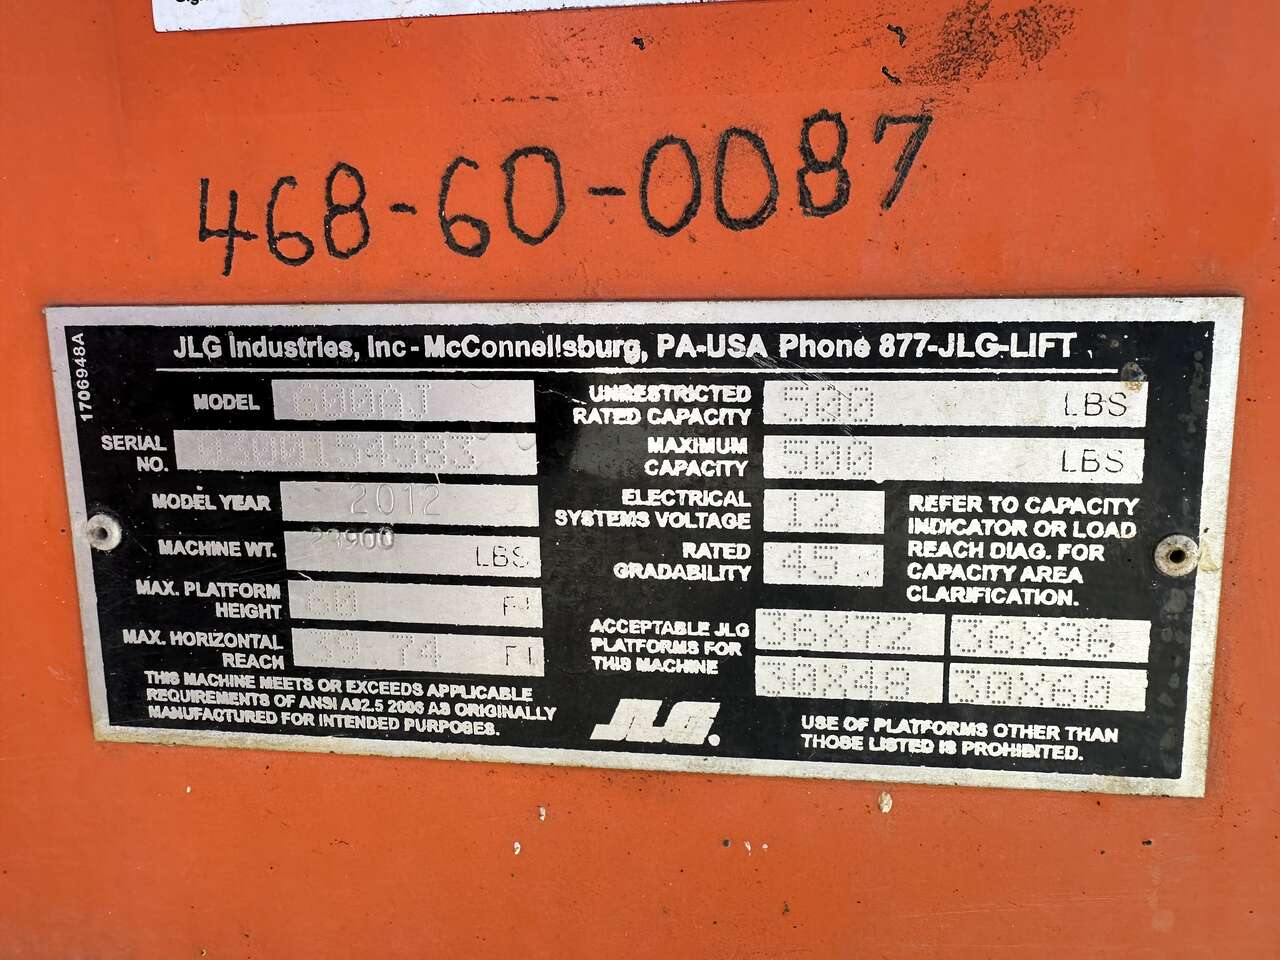 468-60-0087
1706948A
JLG Industries, Inc - McConnellsburg, PA-USA Phone 877-JLG-LIFT
MODEL 600AJ
SERIAL NO. 0300154583
MODEL YEAR 2012
MACHINE WT. 23900 LBS
MAX. PLATFORM HEIGHT 60 FT
MAX. HORIZONTAL REACH 39 74 FT
THIS MACHINE MEETS OR EXCEEDS APPLICABLE
REQUIREMENTS OF ANSI A92.5 2006 AS ORIGINALLY
MANUFACTURED FOR INTENDED PURPOSES.
UNRESTRICTED RATED CAPACITY 500 LBS
MAXIMUM CAPACITY 500 LBS
ELECTRICAL SYSTEMS VOLTAGE 12
RATED GRADABILITY 45
REFER TO CAPACITY
INDICATOR OR LOAD
REACH DIAG. FOR
CAPACITY AREA
CLARIFICATION.
ACCEPTABLE JLG
PLATFORMS FOR
THIS MACHINE
36X72 36X96
30X48 30X60
JLG.
USE OF PLATFORMS OTHER THAN
THOSE LISTED IS PROHIBITED.